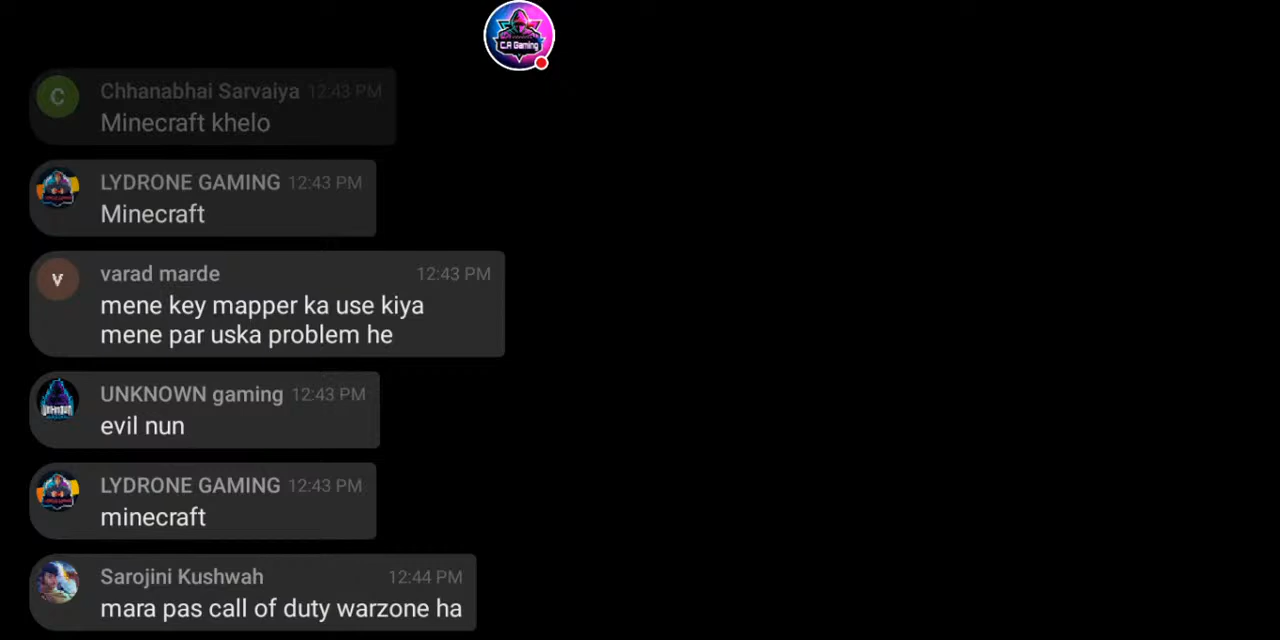 C.R Gaming
C
Chhanabhai Sarvaiya 12:43 PM
Minecraft khelo
LYDRONE GAMING 12:43 PM
Minecraft
v
varad marde 12:43 PM
mene key mapper ka use kiya
mene par uska problem he
UNKNOWN gaming 12:43 PM
evil nun
LYDRONE GAMING 12:43 PM
minecraft
Sarojini Kushwah 12:44 PM
mara pas call of duty warzone ha